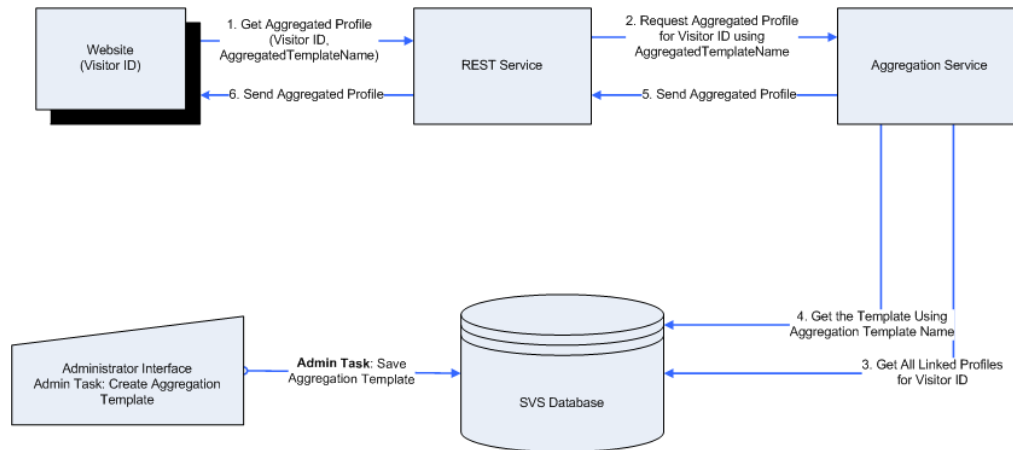 Website
(Visitor ID)
1. Get Aggregated Profile
(Visitor ID,
AggregatedTemplateName)
6. Send Aggregated Profile
REST Service
2. Request Aggregated Profile
for Visitor ID using
AggregatedTemplateName
5. Send Aggregated Profile
Aggregation Service
4. Get the Template Using
Aggregation Template Name
3. Get All Linked Profiles
for Visitor ID
Administrator Interface
Admin Task: Create Aggregation
Template
Admin Task: Save
Aggregation Template
SVS Database